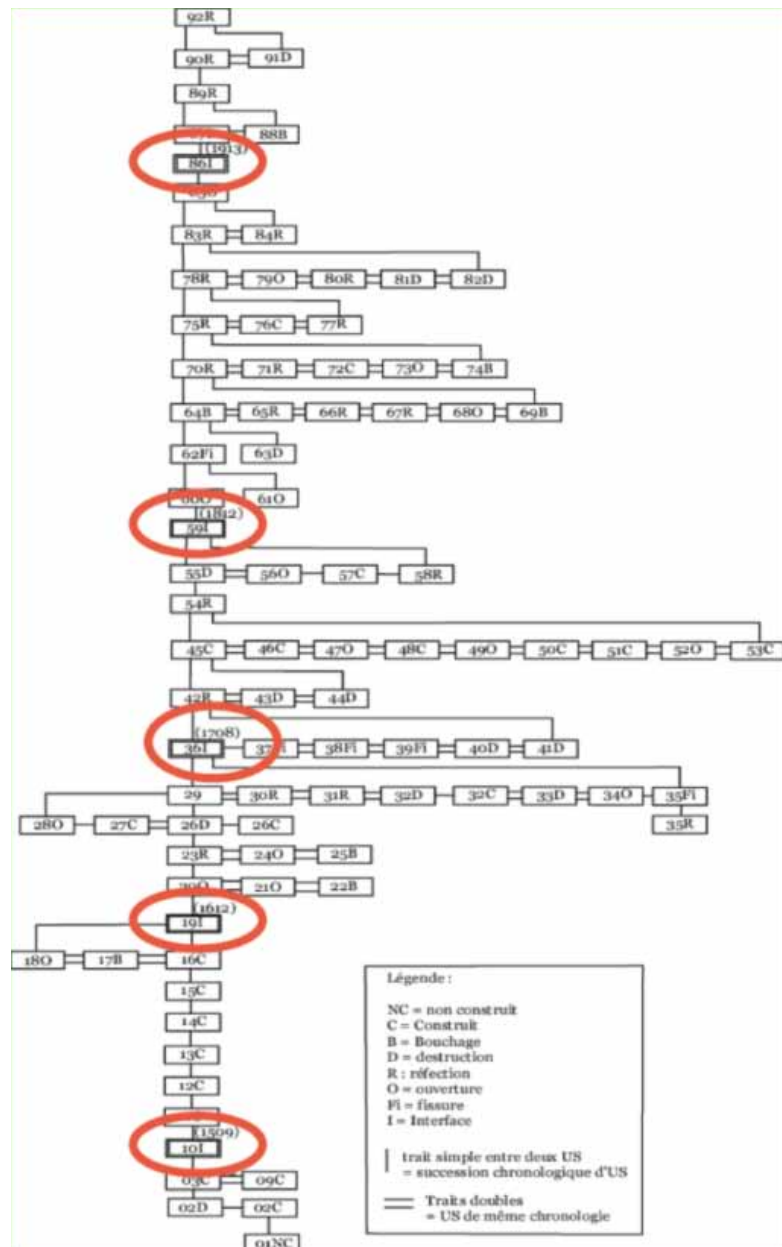 92R
90R 91D
89R
88B
(1913)
86I
83R 84R
78R 79O 80R 81D 82D
75R 76C 77R
70R 71R 72C 73O 74B
64B 65R 66R 67R 68O 69B
62Fi 63D
60O 61O
(1812)
59I
55D 56O 57C 58R
54R
45C 46C 47O 48C 49O 50C 51C 52O 53C
42R 43D 44D
(1708)
36I 37Fi 38Fi 39Fi 40D 41D
29 30R 31R 32D 32C 33D 34O 35Fi
28O 27C 26D 26C 35R
23R 24O 25B
20O 21O 22B
(1612)
19I
18O 17B 16C
15C
14C
13C
12C
(1509)
10I
03C 09C
02D 02C
01NC
Légende :
NC = non construit
C = Construit
B = Bouchage
D = destruction
R : réfection
O = ouverture
Fi = fissure
I = Interface
trait simple entre deux US
= succession chronologique d'US
Traits doubles
= US de même chronologie